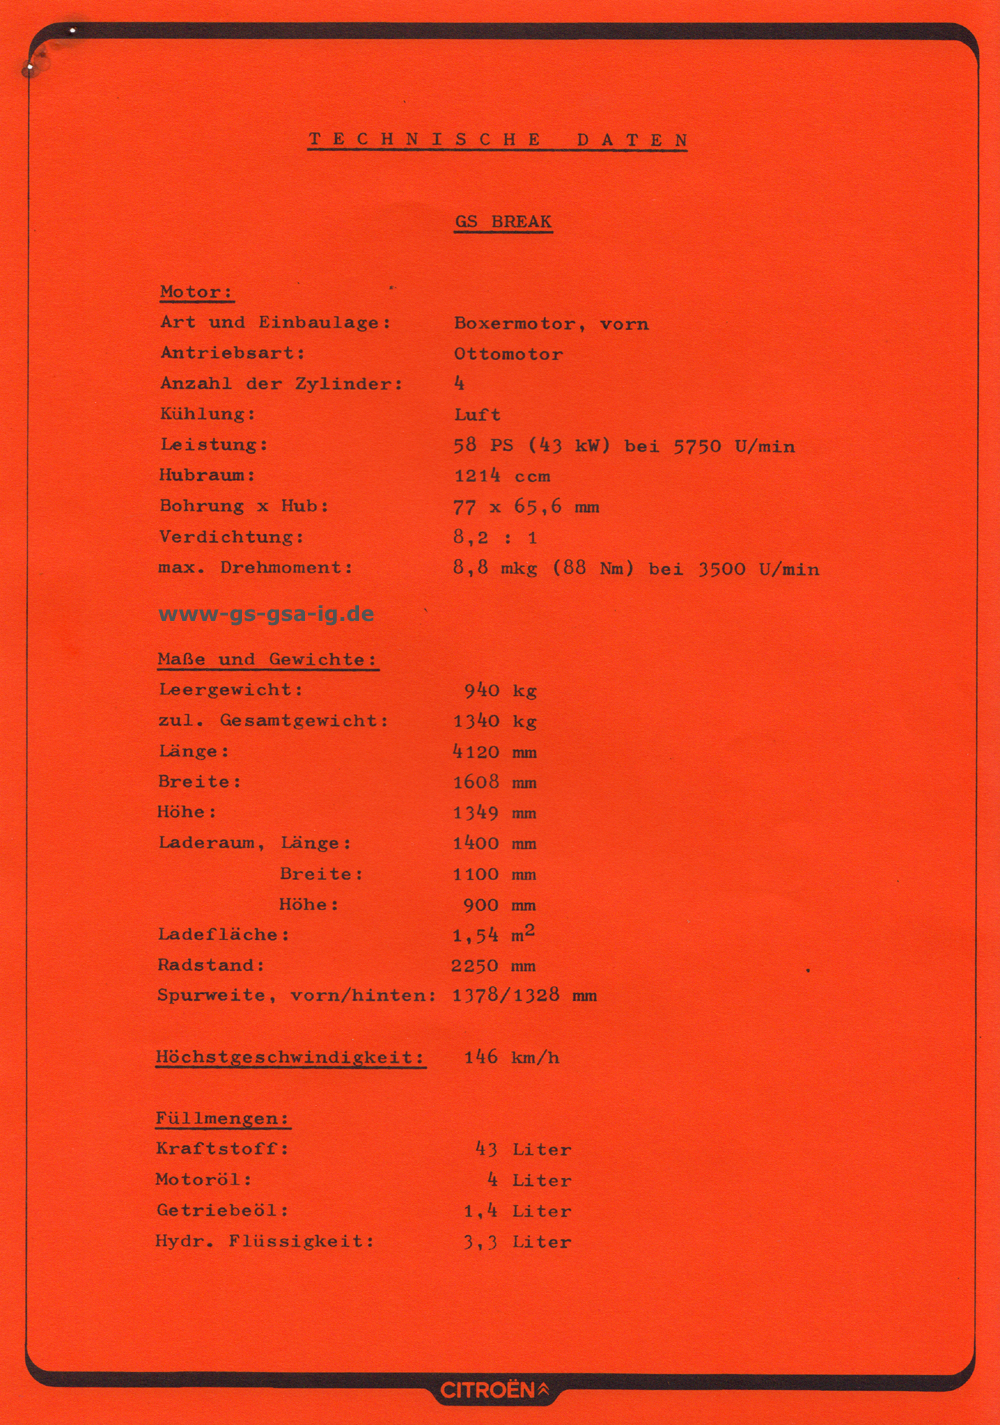 TECHNISCHE DATEN
GS BREAK
Motor:
Art und Einbaulage: Boxermotor, vorn
Antriebsart: Ottomotor
Anzahl der Zylinder: 4
Kühlung: Luft
Leistung: 58 PS (43 kW) bei 5750 U/min
Hubraum: 1214 ccm
Bohrung x Hub: 77 x 65,6 mm
Verdichtung: 8,2 : 1
max. Drehmoment: 8,8 mkg (88 Nm) bei 3500 U/min
www-gs-gsa-ig.de
Maße und Gewichte:
Leergewicht: 940 kg
zul. Gesamtgewicht: 1340 kg
Länge: 4120 mm
Breite: 1608 mm
Höhe: 1349 mm
Laderaum, Länge: 1400 mm
Breite: 1100 mm
Höhe: 900 mm
Ladefläche: 1,54 m²
Radstand: 2250 mm
Spurweite, vorn/hinten: 1378/1328 mm
Höchstgeschwindigkeit: 146 km/h
Füllmengen:
Kraftstoff: 43 Liter
Motoröl: 4 Liter
Getriebeöl: 1,4 Liter
Hydr. Flüssigkeit: 3,3 Liter
CITROËN